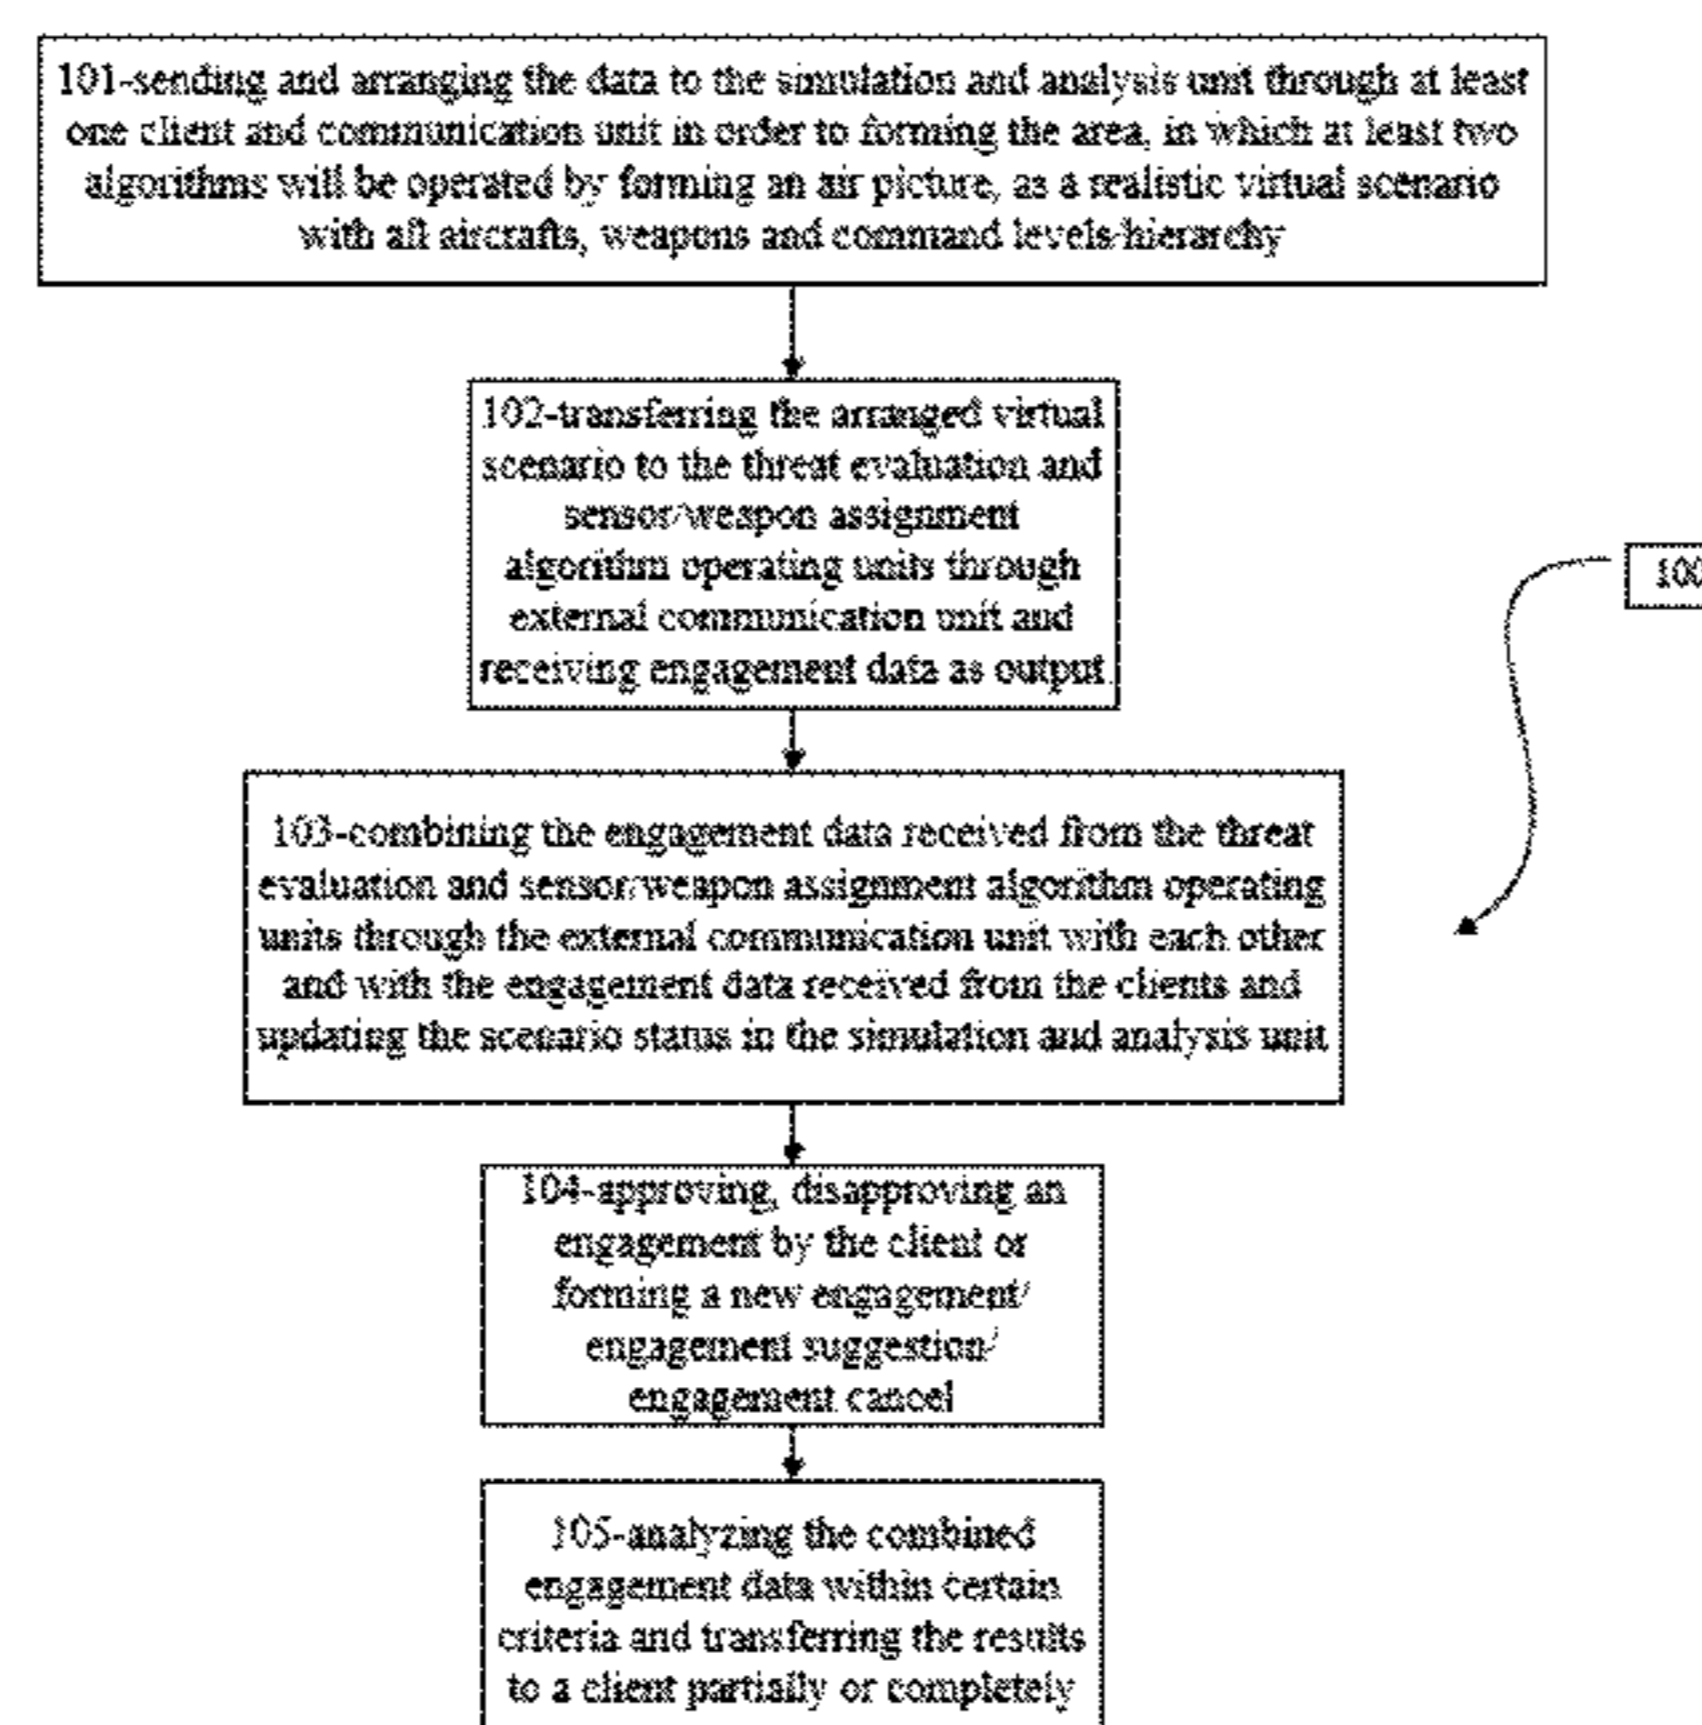 101-sending and arranging the data to the simulation and analysis unit through at least
one client and communication unit in order to forming the area, in which at least two
algorithms will be operated by forming an air picture, as a realistic virtual scenario
with all aircrafts, weapons and command levels/hierarchy
102-transferring the arranged virtual
scenario to the threat evaluation and
sensor/weapon assignment
algorithm operating units through
external communication unit and
receiving engagement data as output
100
103-combining the engagement data received from the threat
evaluation and sensor/weapon assignment algorithm operating
units through the external communication unit with each other
and with the engagement data received from the clients and
updating the scenario status in the simulation and analysis unit
104-approving, disapproving an
engagement by the client or
forming a new engagement/
engagement suggestion/
engagement cancel
105-analyzing the combined
engagement data within certain
criteria and transferring the results
to a client partially or completely